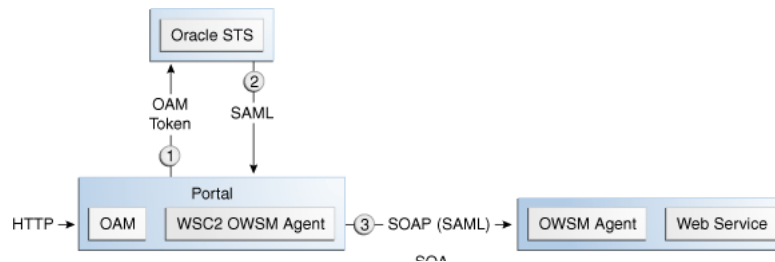 Oracle STS
2
OAM
Token
SAML
1
Portal
HTTP
OAM
WSC2 OWSM Agent
3
SOAP (SAML)
OWSM Agent
Web Service
SOA